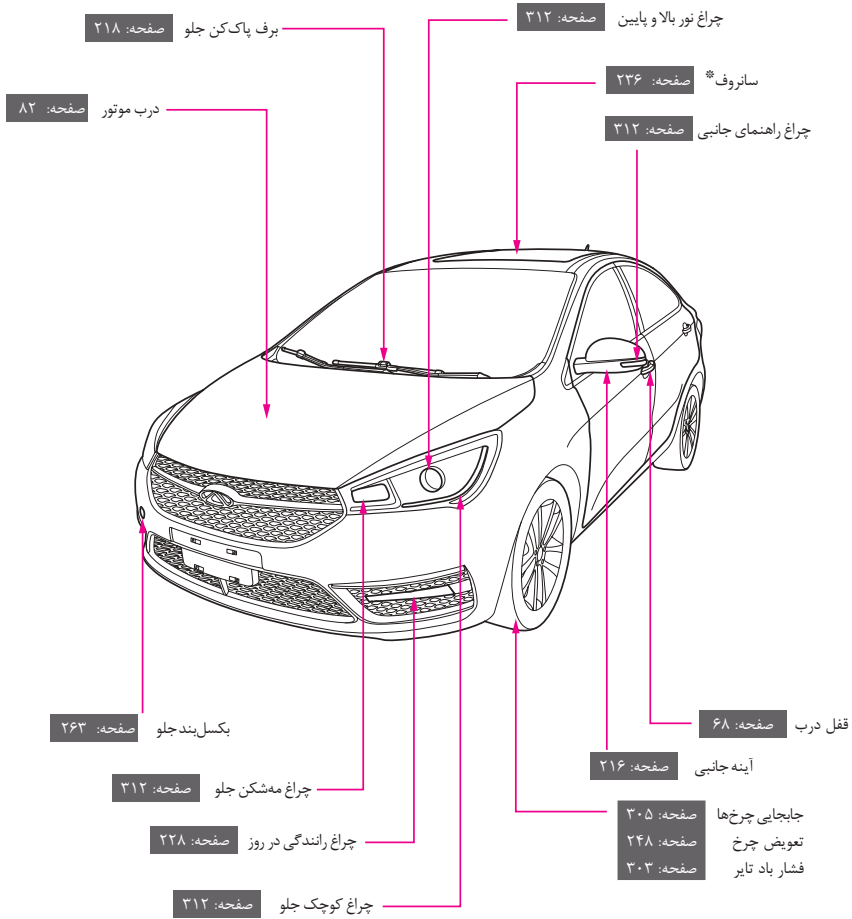 چراغ نور بالا و پایین صفحه: ۳۱۲
برف پاک‌کن جلو صفحه: ۲۱۸
سانروف* صفحه: ۲۳۶
درب موتور صفحه: ۸۲
چراغ راهنمای جانبی صفحه: ۳۱۲
قفل درب صفحه: ۶۸
بکسل‌بند جلو صفحه: ۲۶۳
آینه جانبی صفحه: ۲۱۶
چراغ مه‌شکن جلو صفحه: ۳۱۲
جابجایی چرخ‌ها صفحه: ۳۰۵
تعویض چرخ صفحه: ۲۴۸
فشار باد تایر صفحه: ۳۰۳
چراغ رانندگی در روز صفحه: ۲۲۸
چراغ کوچک جلو صفحه: ۳۱۲